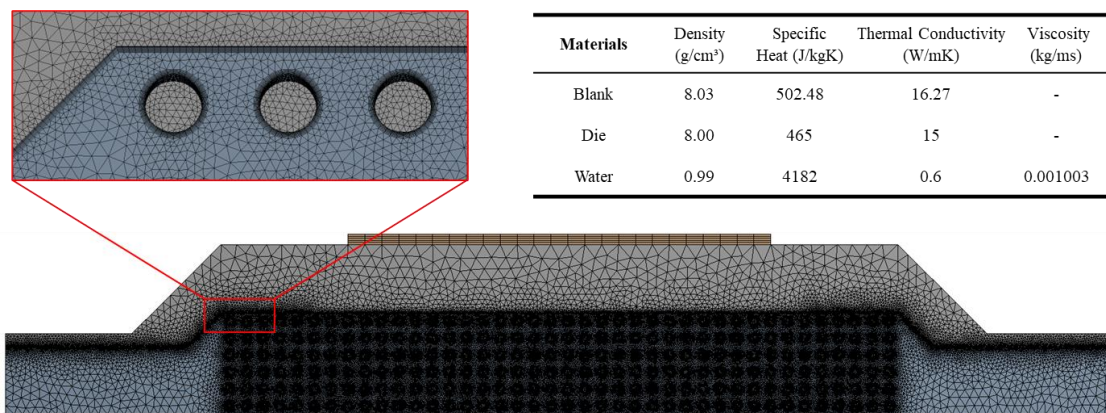 Materials Density (g/cm³) Specific Heat (J/kgK) Thermal Conductivity (W/mK) Viscosity (kg/ms)
Blank 8.03 502.48 16.27 -
Die 8.00 465 15 -
Water 0.99 4182 0.6 0.001003